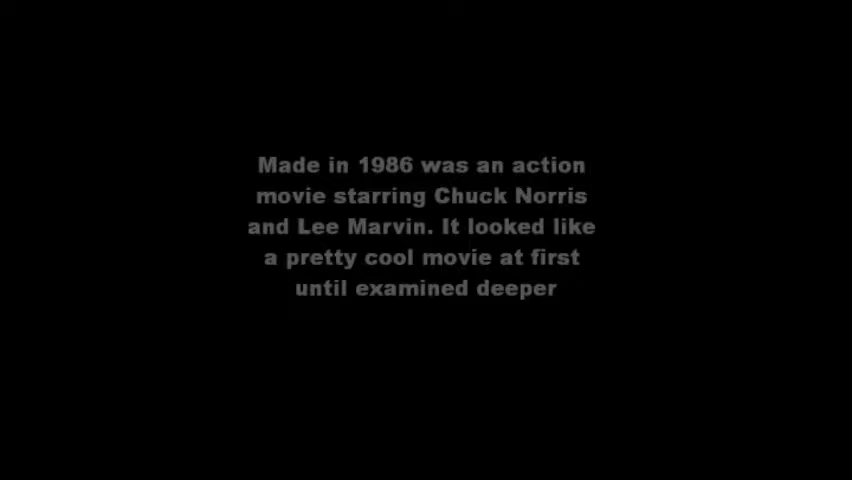 Made in 1986 was an action
movie starring Chuck Norris
and Lee Marvin. It looked like
a pretty cool movie at first
until examined deeper